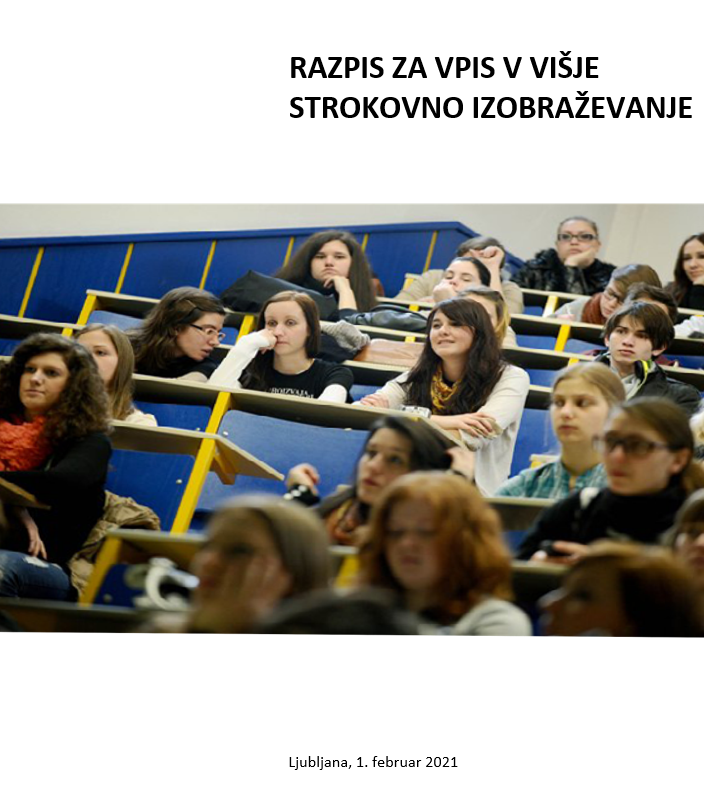 RAZPIS ZA VPIS V VIŠJE
STROKOVNO IZOBRAŽEVANJE
Ljubljana, 1. februar 2021